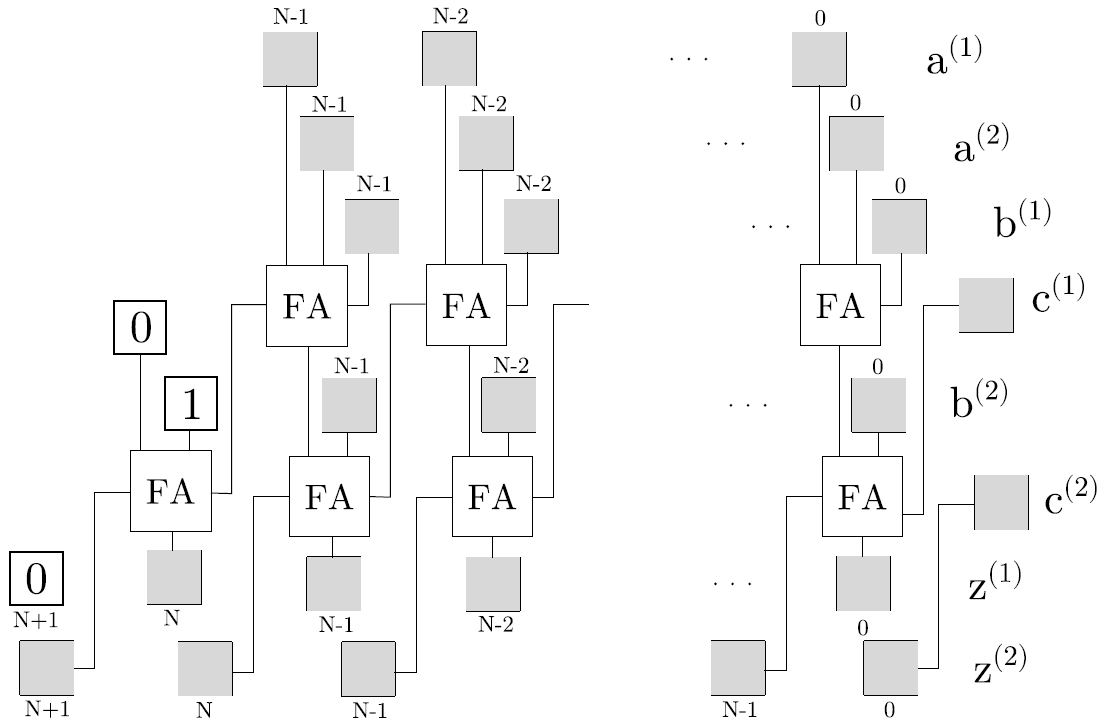 N-1 N-2 0
. . . a(1)
N-1 N-2 0
. . . a(2)
N-1 N-2 0
. . . b(1)
FA FA FA c(1)
0
N-1 N-2 0
1 . . . b(2)
FA FA FA FA c(2)
0 . . . z(1)
N+1 N N-1 N-2 0
z(2)
N+1 N N-1 N-1 0